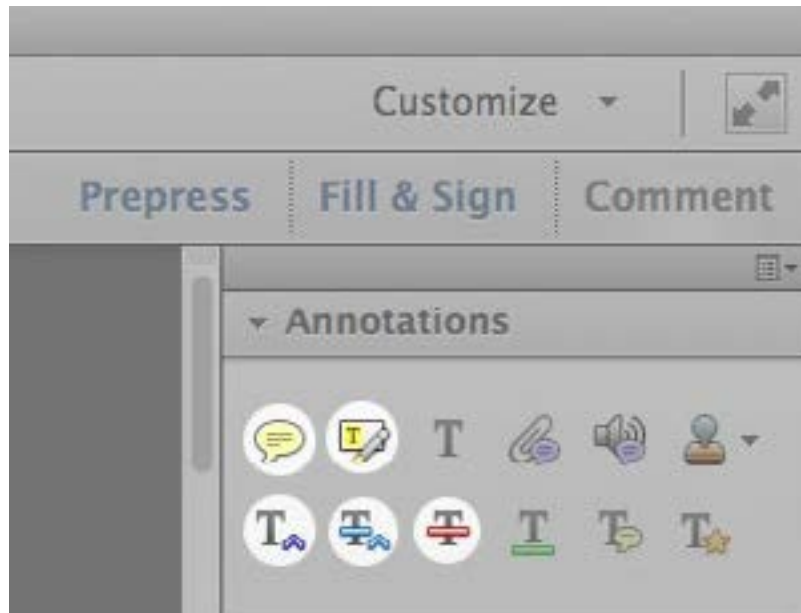 Customize
Prepress Fill & Sign Comment
Annotations
T T
T T T T T T